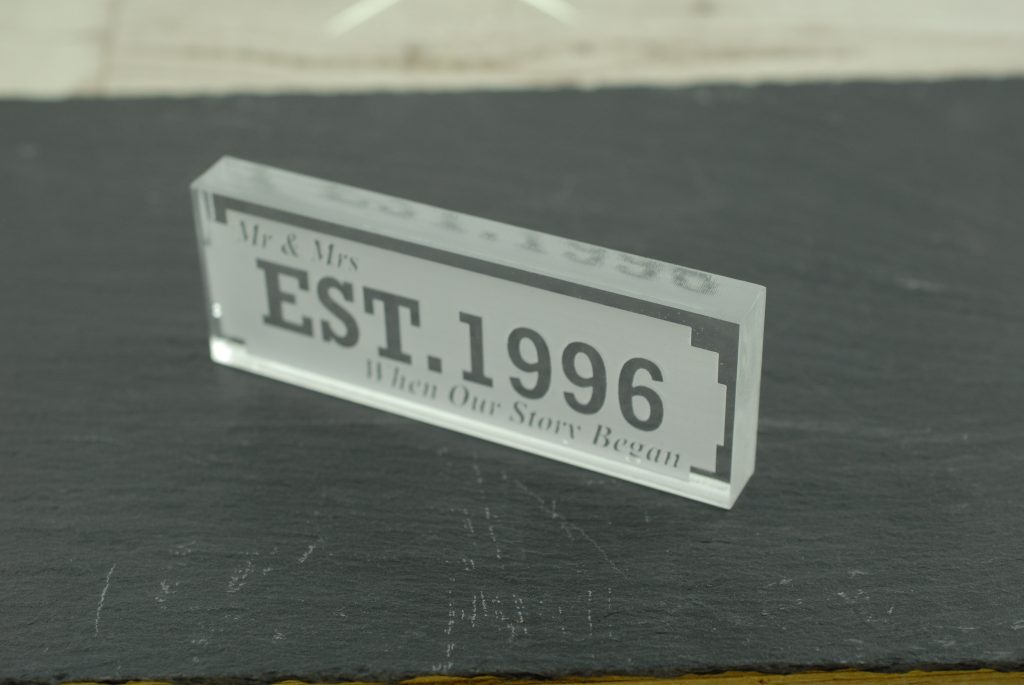 Mr & Mrs
EST.1996
When Our Story Began